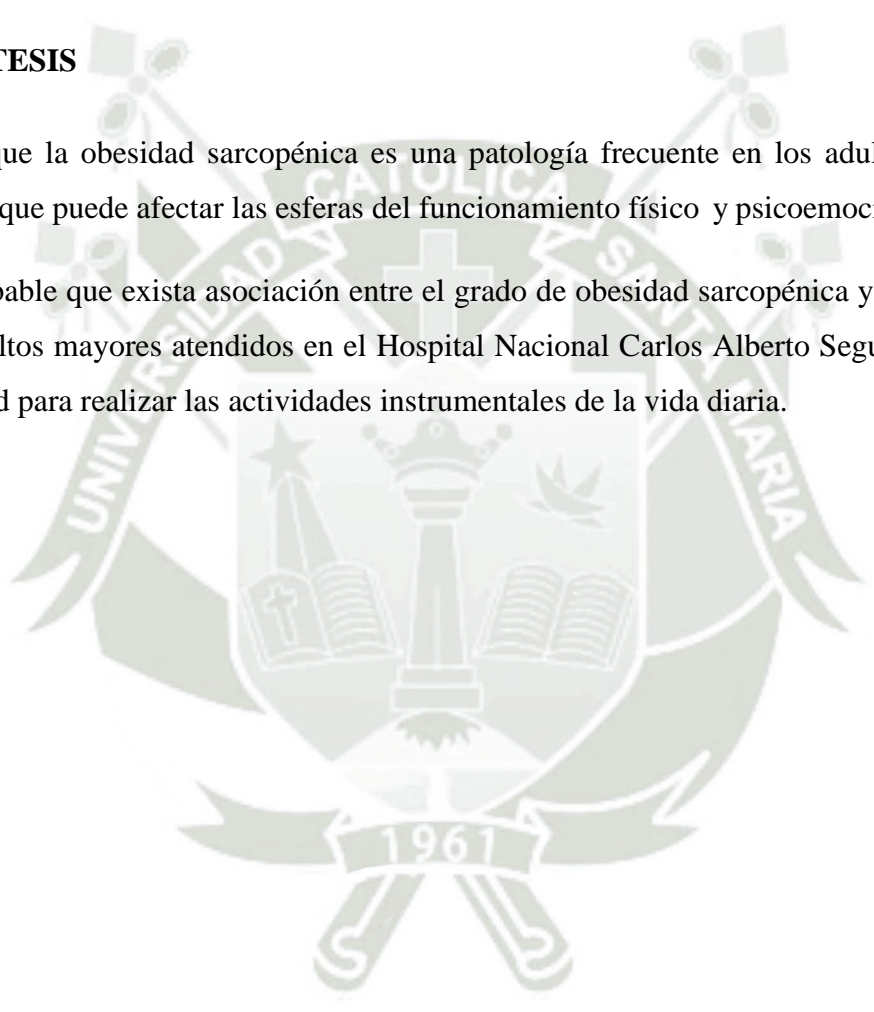 TESIS
que la obesidad sarcopénica es una patología frecuente en los adul
que puede afectar las esferas del funcionamiento físico y psicoemoc
bable que exista asociación entre el grado de obesidad sarcopénica y
ltos mayores atendidos en el Hospital Nacional Carlos Alberto Segu
d para realizar las actividades instrumentales de la vida diaria.
UNIVERSIDAD CATOLICA SANTA MARIA
1961